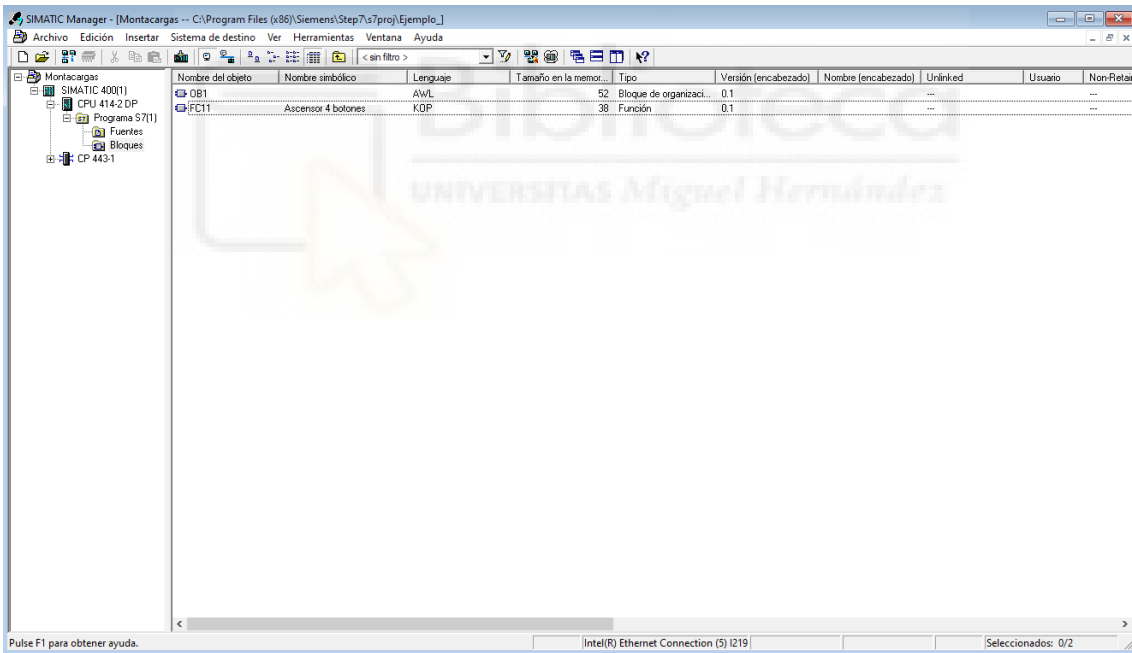 SIMATIC Manager - [Montacargas -- C:\Program Files (x86)\Siemens\Step7\s7proj\Ejemplo_]
Archivo Edición Insertar Sistema de destino Ver Herramientas Ventana Ayuda
< sin filtro >
Montacargas
SIMATIC 400(1)
CPU 414-2 DP
Programa S7(1)
Fuentes
Bloques
CP 443-1
Nombre del objeto Nombre simbólico Lenguaje Tamaño en la memor... Tipo Versión (encabezado) Nombre (encabezado) Unlinked Usuario Non-Retai
OB1 AWL 52 Bloque de organizaci... 0.1 --- ---
FC11 Ascensor 4 botones KOP 38 Función 0.1 --- ---
Biblioteca
UNIVERSITAS Miguel Hernández
Pulse F1 para obtener ayuda. Intel(R) Ethernet Connection (5) I219 Seleccionados: 0/2